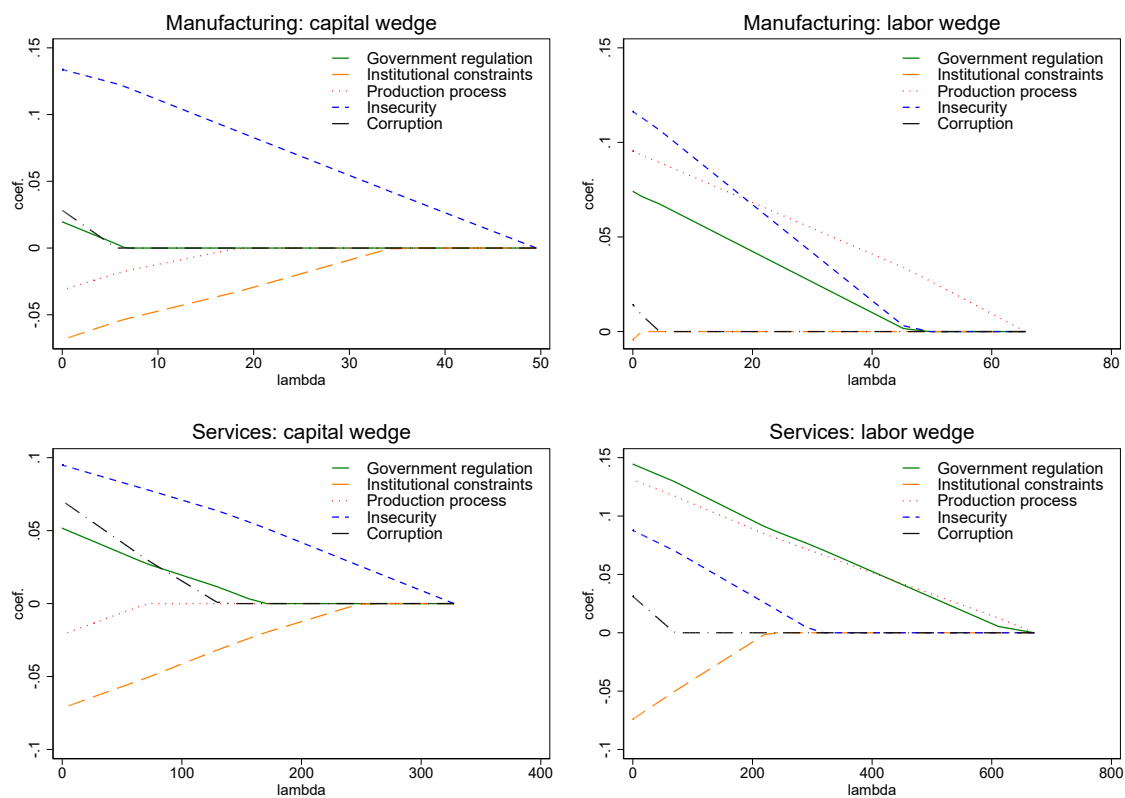 Manufacturing: capital wedge
.15
.1
.05
0
-.05
coef.
0 10 20 30 40 50
lambda
Government regulation
Institutional constraints
Production process
Insecurity
Corruption
Manufacturing: labor wedge
.15
.1
.05
0
coef.
0 20 40 60 80
lambda
Government regulation
Institutional constraints
Production process
Insecurity
Corruption
Services: capital wedge
.1
.05
0
-.05
-.1
coef.
0 100 200 300 400
lambda
Government regulation
Institutional constraints
Production process
Insecurity
Corruption
Services: labor wedge
.15
.1
.05
0
-.05
-.1
coef.
0 200 400 600 800
lambda
Government regulation
Institutional constraints
Production process
Insecurity
Corruption